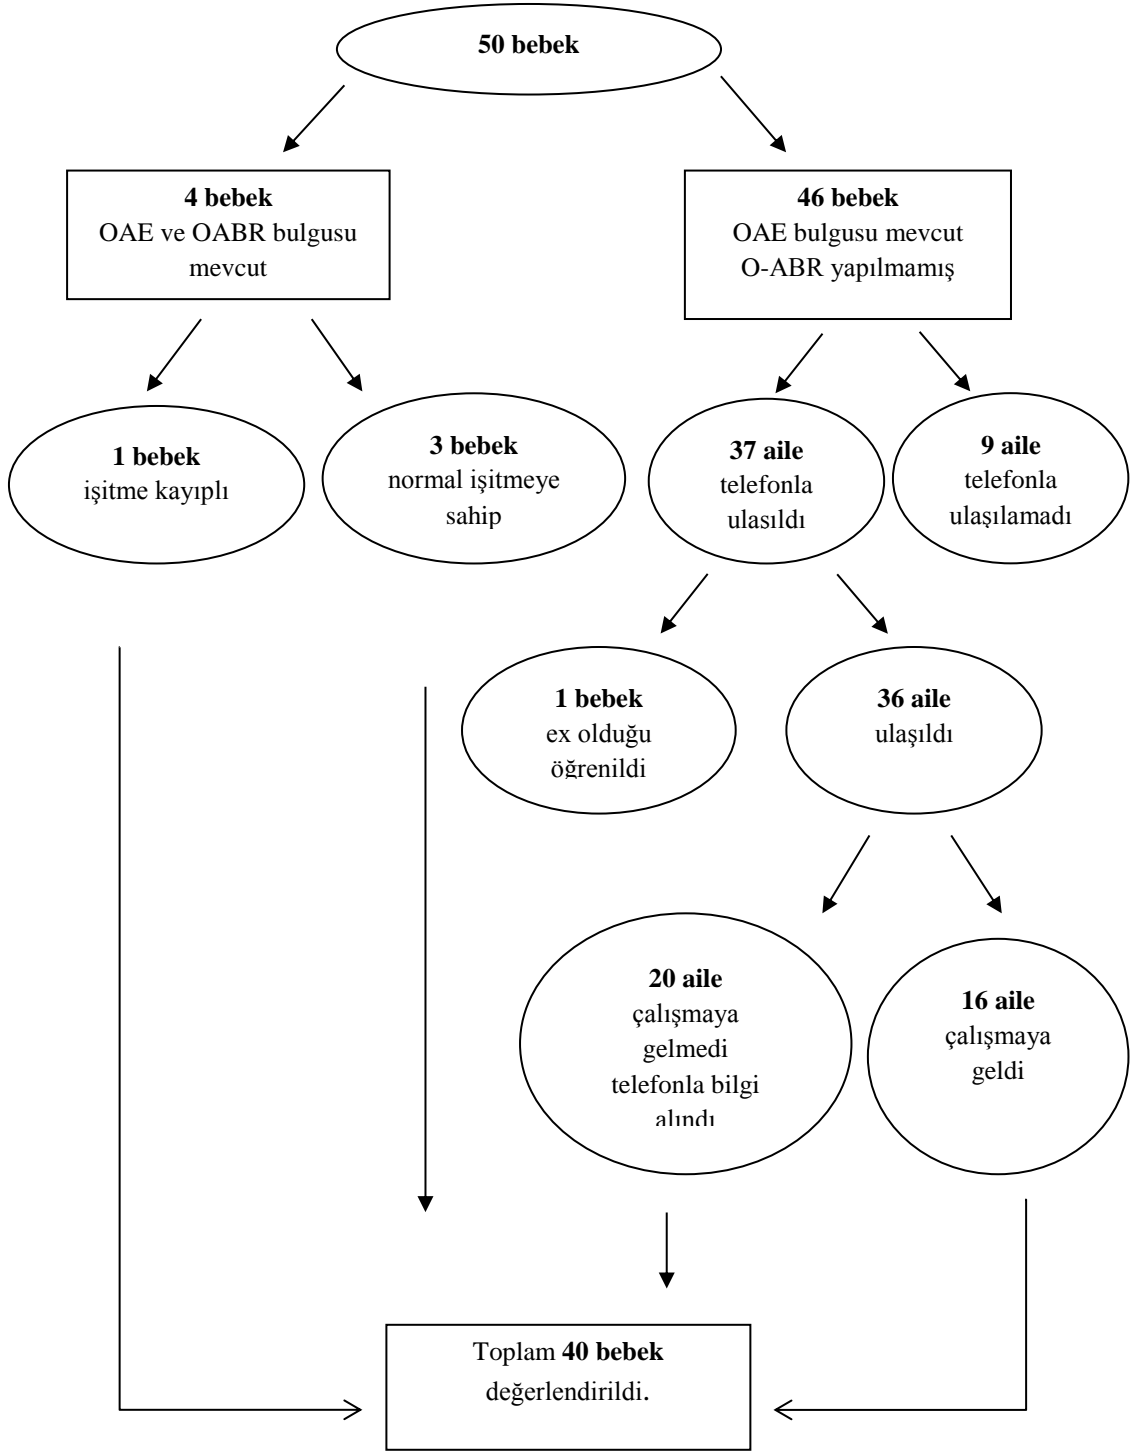 50 bebek
4 bebek
OAE ve OABR bulgusu
mevcut
46 bebek
OAE bulgusu mevcut
O-ABR yapılmamış
1 bebek
işitme kayıplı
3 bebek
normal işitmeye
sahip
37 aile
telefonla
ulasıldı
9 aile
telefonla
ulaşılamadı
1 bebek
ex olduğu
öğrenildi
36 aile
ulaşıldı
20 aile
çalışmaya
gelmedi
telefonla bilgi
alındı
16 aile
çalışmaya
geldi
Toplam 40 bebek
değerlendirildi.